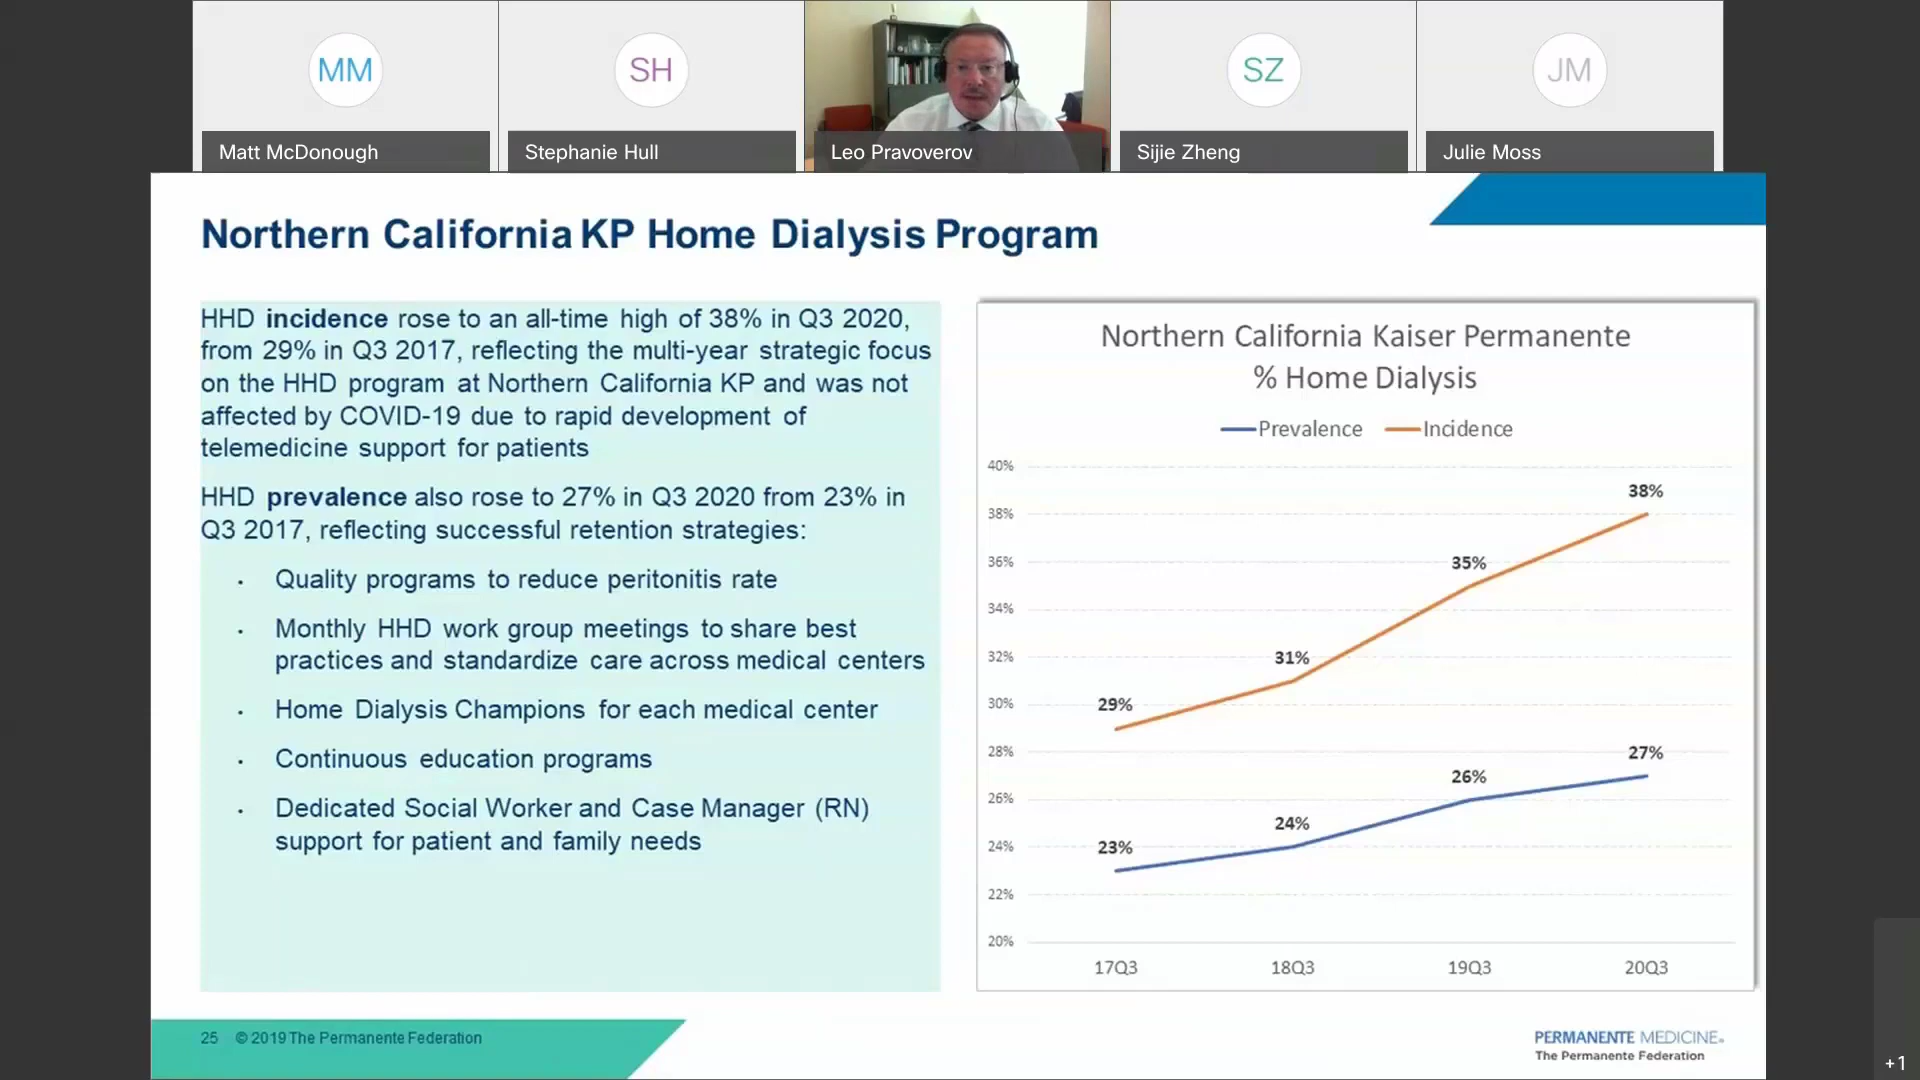 MM
SH
SZ
JM
Matt McDonough
Stephanie Hull
Leo Pravoverov
Sijie Zheng
Julie Moss
Northern California KP Home Dialysis Program
HHD incidence rose to an all-time high of 38% in Q3 2020,
from 29% in Q3 2017, reflecting the multi-year strategic focus
on the HHD program at Northern California KP and was not
affected by COVID-19 due to rapid development of
telemedicine support for patients
HHD prevalence also rose to 27% in Q3 2020 from 23% in
Q3 2017, reflecting successful retention strategies:
• Quality programs to reduce peritonitis rate
• Monthly HHD work group meetings to share best
practices and standardize care across medical centers
• Home Dialysis Champions for each medical center
• Continuous education programs
• Dedicated Social Worker and Case Manager (RN)
support for patient and family needs
Northern California Kaiser Permanente
% Home Dialysis
Prevalence Incidence
40%
38%
36%
34%
32%
30%
28%
26%
24%
22%
20%
29%
31%
35%
38%
23%
24%
26%
27%
17Q3 18Q3 19Q3 20Q3
25 © 2019 The Permanente Federation
PERMANENTE MEDICINE
The Permanente Federation
+1